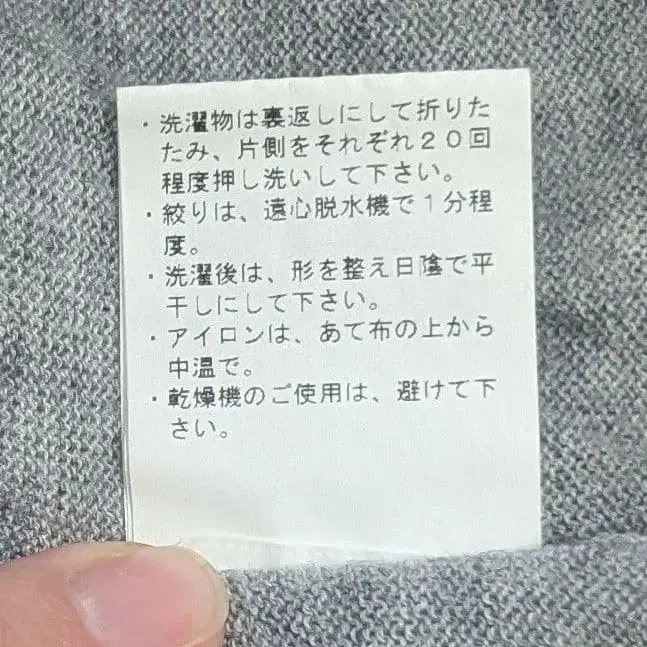 ・洗濯物は裏返しにして折りた
たみ、片側をそれぞれ２０回
程度押し洗いして下さい。
・絞りは、遠心脱水機で１分程
度。
・洗濯後は、形を整え日陰で平
干しにして下さい。
・アイロンは、あて布の上から
中温で。
・乾燥機のご使用は、避けて下
さい。